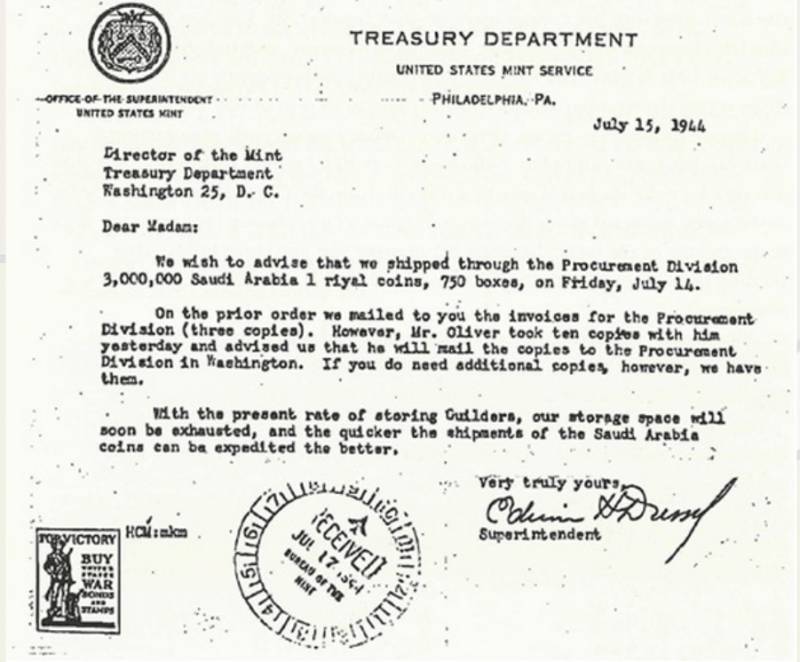 TREASURY DEPARTMENT
UNITED STATES MINT SERVICE
OFFICE OF THE SUPERINTENDENT
UNITED STATES MINT
PHILADELPHIA, PA.
July 15, 1944
Director of the Mint
Treasury Department
Washington 25, D. C.
Dear Madam:
We wish to advise that we shipped through the Procurement Division
3,000,000 Saudi Arabia 1 riyal coins, 750 boxes, on Friday, July 14.
On the prior order we mailed to you the invoices for the Procurement
Division (three copies). However, Mr. Oliver took ten copies with him
yesterday and advised us that he will mail the copies to the Procurement
Division in Washington. If you do need additional copies, however, we have
them.
With the present rate of storing Guilders, our storage space will
soon be exhausted, and the quicker the shipments of the Saudi Arabia
coins can be expedited the better.
Very truly yours,
Edwin H Dressel
Superintendent
HCM:mkm
FOR VICTORY
BUY
UNITED
STATES
WAR
BONDS
AND
STAMPS
RECEIVED
JUL 17 1944
BUREAU OF THE
MINT